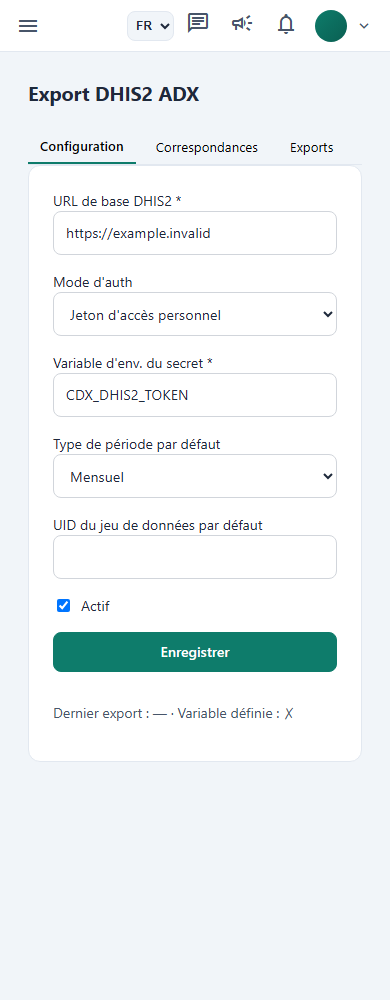 FR
Export DHIS2 ADX
Configuration Correspondances Exports
URL de base DHIS2 *
https://example.invalid
Mode d'auth
Jeton d'accès personnel
Variable d'env. du secret *
CDX_DHIS2_TOKEN
Type de période par défaut
Mensuel
UID du jeu de données par défaut
Actif
Enregistrer
Dernier export : — · Variable définie : ✗